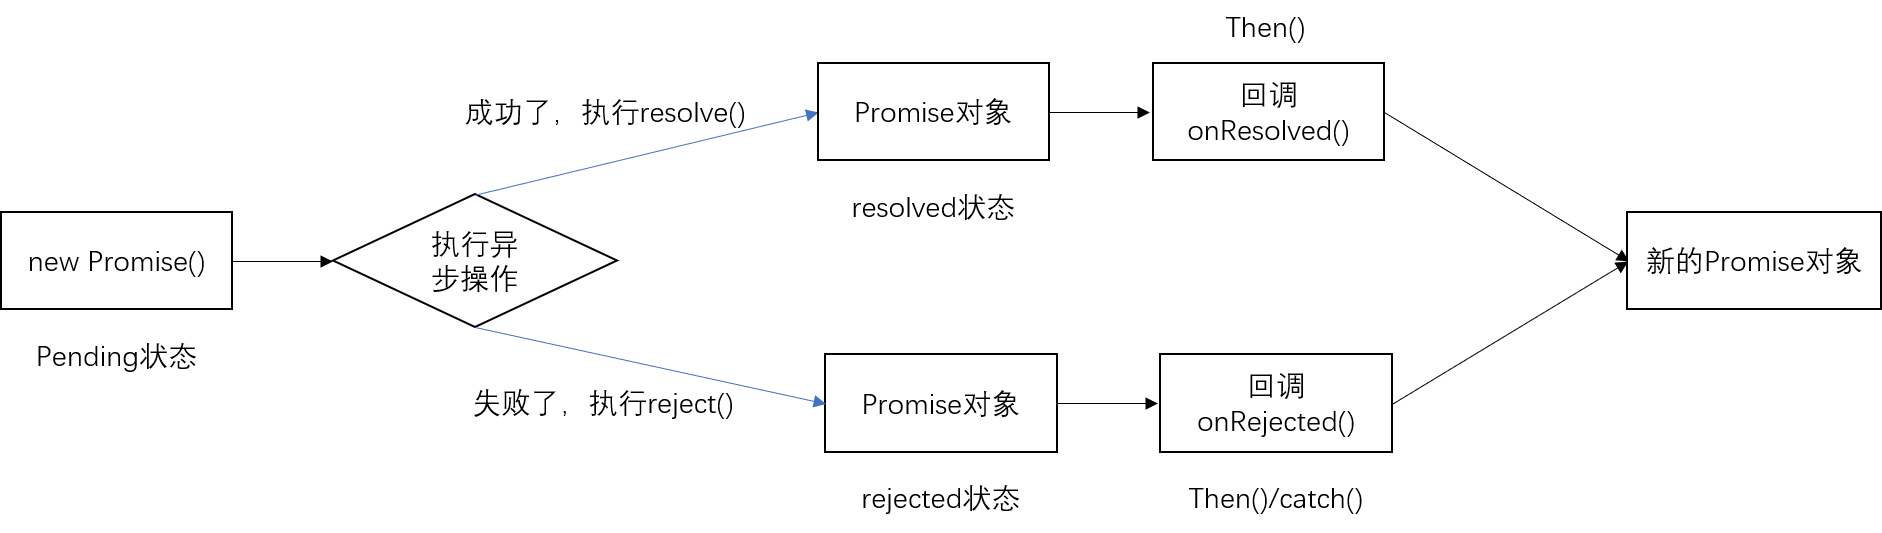 Then()
成功了，执行resolve()
Promise对象
回调
onResolved()
resolved状态
new Promise()
执行异
步操作
新的Promise对象
Pending状态
失败了，执行reject()
Promise对象
回调
onRejected()
rejected状态
Then()/catch()